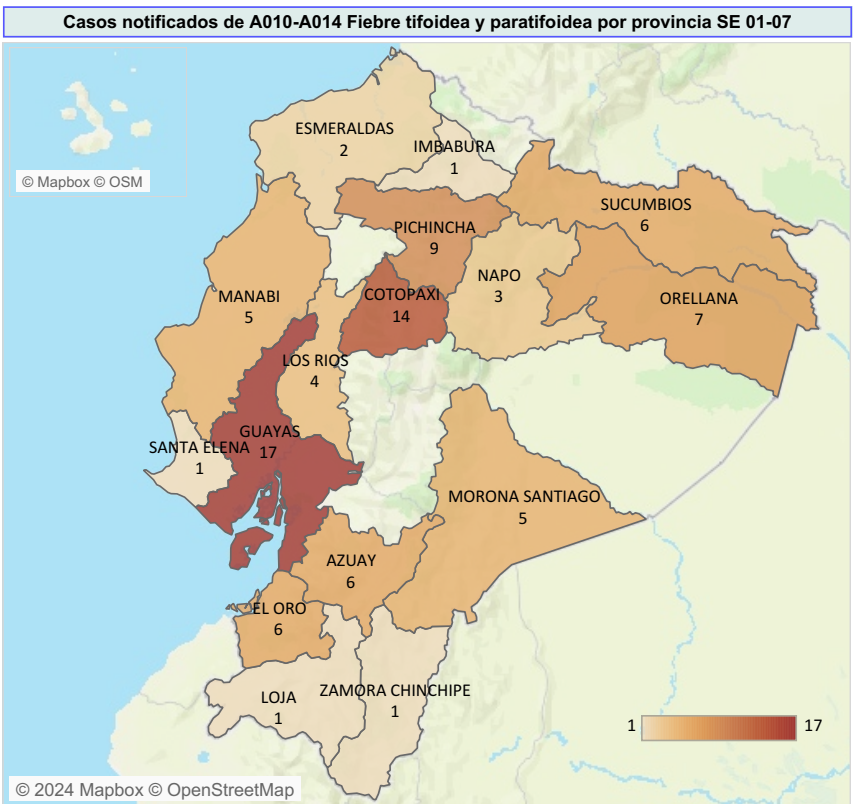 Casos notificados de A010-A014 Fiebre tifoidea y paratifoidea por provincia SE 01-07
ESMERALDAS
2
IMBABURA
1
© Mapbox © OSM
SUCUMBIOS
6
PICHINCHA
9
NAPO
3
MANABI
5
COTOPAXI
14
ORELLANA
7
LOS RIOS
4
GUAYAS
17
SANTA ELENA
1
MORONA SANTIAGO
5
AZUAY
6
EL ORO
6
LOJA
1
ZAMORA CHINCHIPE
1
1 17
© 2024 Mapbox © OpenStreetMap